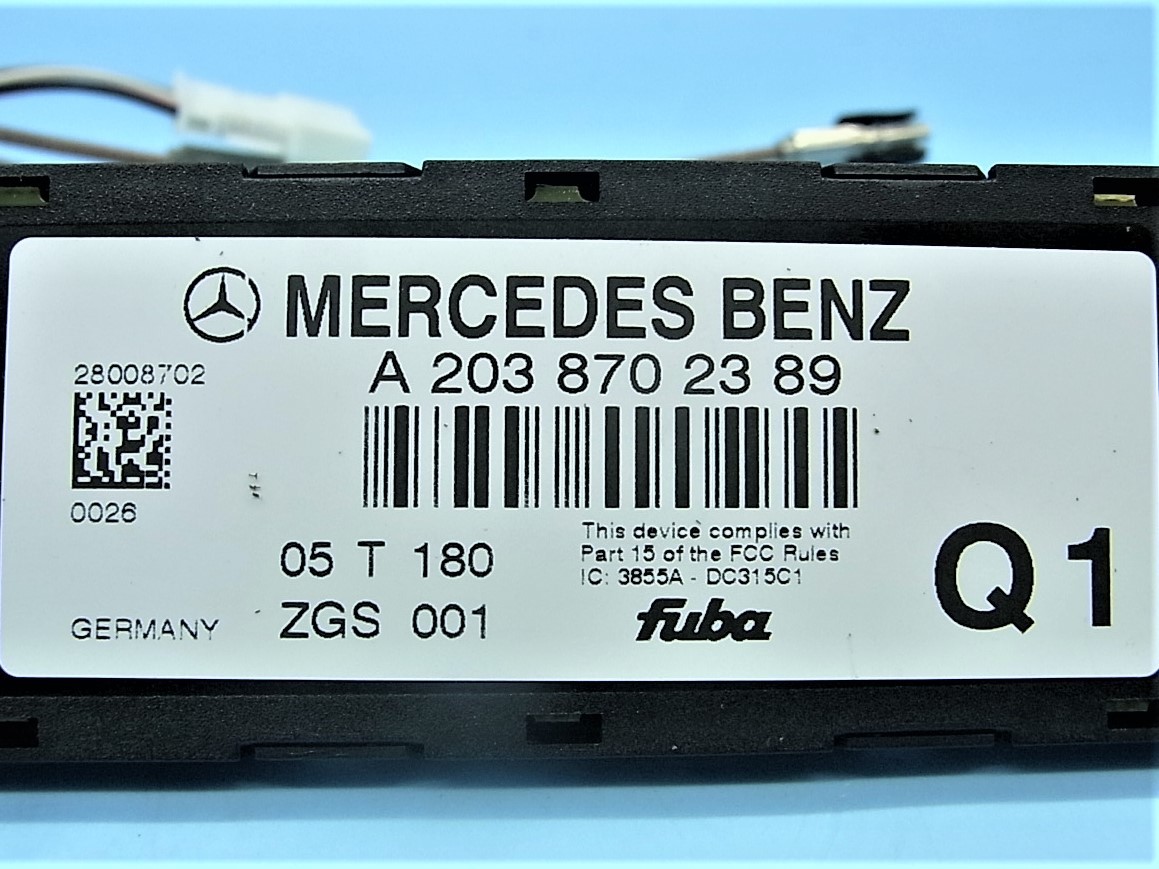 MERCEDES BENZ
A 203 870 23 89
28008702
0026
This device complies with
Part 15 of the FCC Rules
IC: 3855A - DC315C1
05 T 180
ZGS 001
fuba
GERMANY
Q1